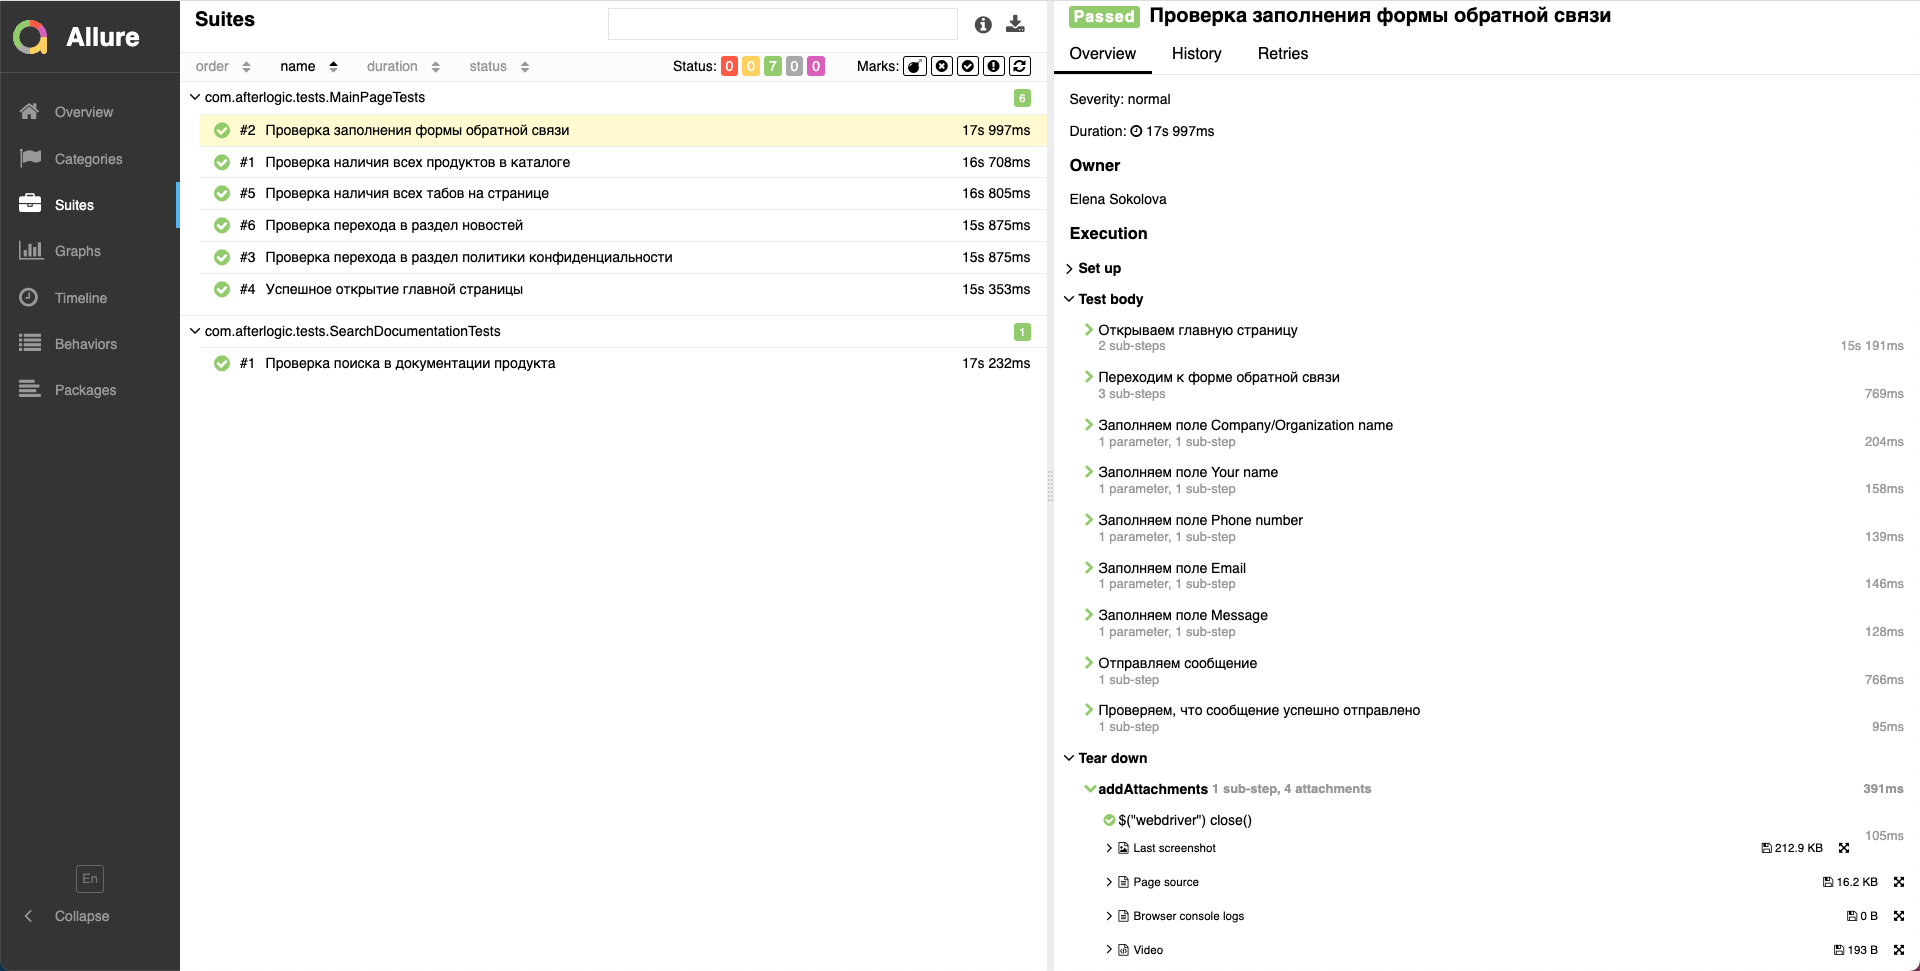 Allure
Overview
Categories
Suites
Graphs
Timeline
Behaviors
Packages
En
Collapse
Suites
order name duration status Status: 0 0 7 0 0 Marks:
com.afterlogic.tests.MainPageTests 6
#2 Проверка заполнения формы обратной связи 17s 997ms
#1 Проверка наличия всех продуктов в каталоге 16s 708ms
#5 Проверка наличия всех табов на странице 16s 805ms
#6 Проверка перехода в раздел новостей 15s 875ms
#3 Проверка перехода в раздел политики конфиденциальности 15s 875ms
#4 Успешное открытие главной страницы 15s 353ms
com.afterlogic.tests.SearchDocumentationTests 1
#1 Проверка поиска в документации продукта 17s 232ms
Passed Проверка заполнения формы обратной связи
Overview History Retries
Severity: normal
Duration: 17s 997ms
Owner
Elena Sokolova
Execution
Set up
Test body
Открываем главную страницу
2 sub-steps 15s 191ms
Переходим к форме обратной связи
3 sub-steps 769ms
Заполняем поле Company/Organization name
1 parameter, 1 sub-step 204ms
Заполняем поле Your name
1 parameter, 1 sub-step 158ms
Заполняем поле Phone number
1 parameter, 1 sub-step 139ms
Заполняем поле Email
1 parameter, 1 sub-step 146ms
Заполняем поле Message
1 parameter, 1 sub-step 128ms
Отправляем сообщение
1 sub-step 766ms
Проверяем, что сообщение успешно отправлено
1 sub-step 95ms
Tear down
addAttachments 1 sub-step, 4 attachments 391ms
$("webdriver") close()
105ms
Last screenshot 212.9 KB
Page source 16.2 KB
Browser console logs 0 B
Video 193 B